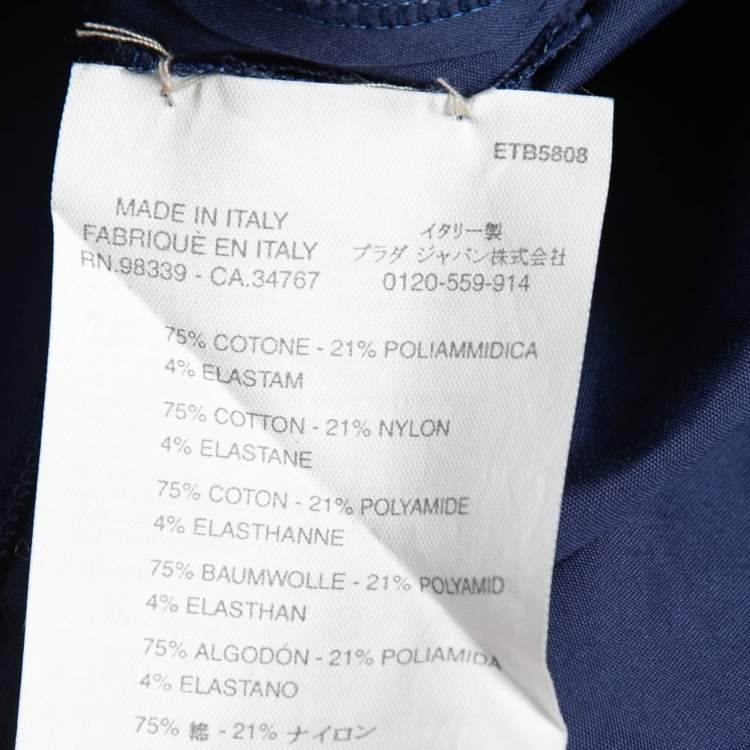 ETB5808
MADE IN ITALY
FABRIQUÈ EN ITALY
RN.98339 - CA.34767
イタリー製
プラダ ジャパン株式会社
0120-559-914
75% COTONE - 21% POLIAMMIDICA
4% ELASTAM
75% COTTON - 21% NYLON
4% ELASTANE
75% COTON - 21% POLYAMIDE
4% ELASTHANNE
75% BAUMWOLLE - 21% POLYAMID
4% ELASTHAN
75% ALGODÓN - 21% POLIAMIDA
4% ELASTANO
75% 綿 - 21% ナイロン